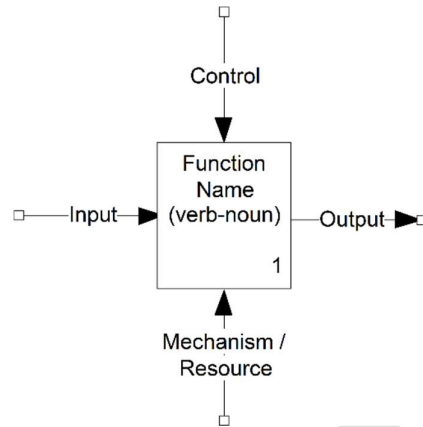 Control
Function
Name
(verb-noun)
Input
Output
1
Mechanism /
Resource